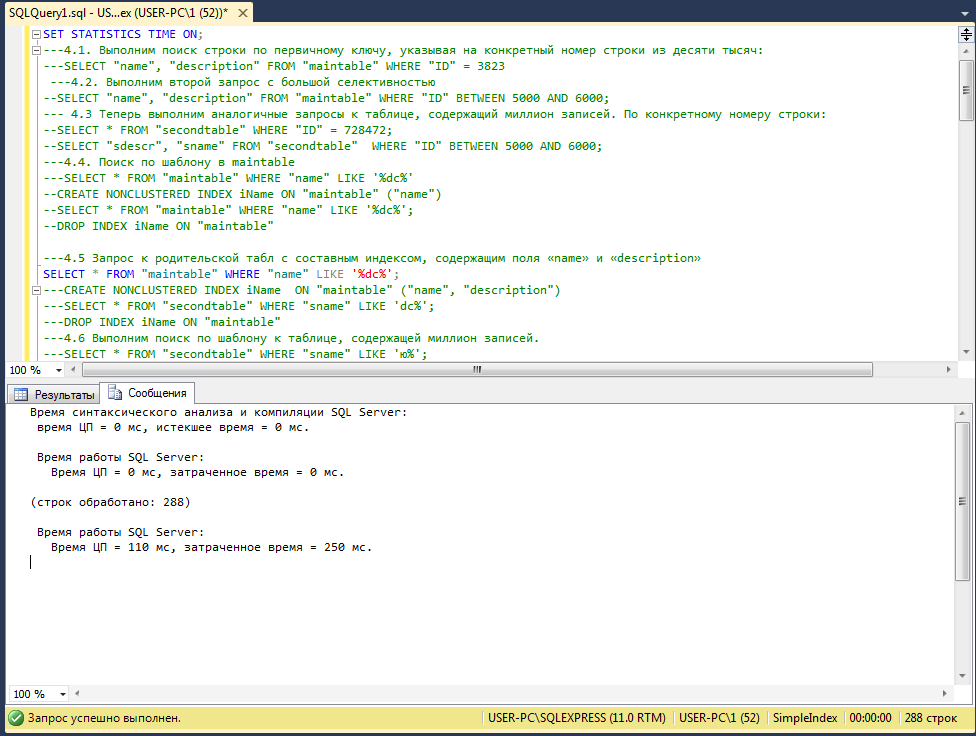 SQLQuery1.sql - US...ex (USER-PC\1 (52))*
SET STATISTICS TIME ON;
---4.1. Выполним поиск строки по первичному ключу, указывая на конкретный номер строки из десяти тысяч:
---SELECT "name", "description" FROM "maintable" WHERE "ID" = 3823
---4.2. Выполним второй запрос с большой селективностью
--SELECT "name", "description" FROM "maintable" WHERE "ID" BETWEEN 5000 AND 6000;
--- 4.3 Теперь выполним аналогичные запросы к таблице, содержащий миллион записей. По конкретному номеру строки:
--SELECT * FROM "secondtable" WHERE "ID" = 728472;
--SELECT "sdescr", "sname" FROM "secondtable"  WHERE "ID" BETWEEN 5000 AND 6000;
---4.4. Поиск по шаблону в maintable
---SELECT * FROM "maintable" WHERE "name" LIKE '%dc%'
--CREATE NONCLUSTERED INDEX iName ON "maintable" ("name")
--SELECT * FROM "maintable" WHERE "name" LIKE '%dc%';
--DROP INDEX iName ON "maintable"
---4.5 Запрос к родительской табл с составным индексом, содержащим поля «name» и «description»
SELECT * FROM "maintable" WHERE "name" LIKE '%dc%';
---CREATE NONCLUSTERED INDEX iName  ON "maintable" ("name", "description")
---SELECT * FROM "secondtable" WHERE "sname" LIKE 'dc%';
---DROP INDEX iName ON "maintable"
---4.6 Выполним поиск по шаблону к таблице, содержащей миллион записей.
---SELECT * FROM "secondtable" WHERE "sname" LIKE 'ю%';
100 %
Результаты
Сообщения
Время синтаксического анализа и компиляции SQL Server:
время ЦП = 0 мс, истекшее время = 0 мс.
Время работы SQL Server:
Время ЦП = 0 мс, затраченное время = 0 мс.
(строк обработано: 288)
Время работы SQL Server:
Время ЦП = 110 мс, затраченное время = 250 мс.
100 %
Запрос успешно выполнен.
USER-PC\SQLEXPRESS (11.0 RTM)
USER-PC\1 (52)
SimpleIndex
00:00:00
288 строк